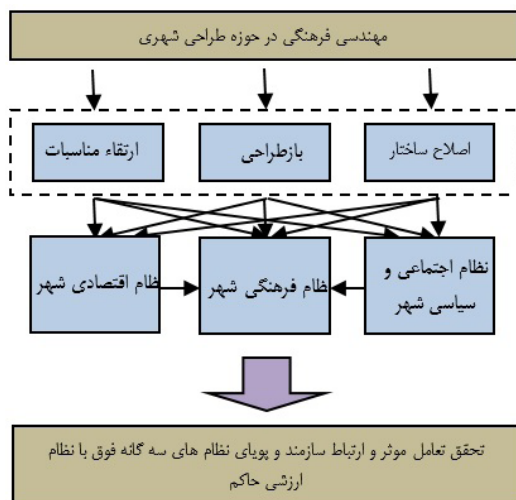 مهندسی فرهنگی در حوزه طراحی شهری
اصلاح ساختار
بازطراحی
ارتقاء مناسبات
نظام اجتماعی و
سیاسی شهر
نظام فرهنگی شهر
ظام اقتصادی شهر
تحقق تعامل موثر و ارتباط سازمند و پویای نظام های سه گانه فوق با نظام
ارزشی حاکم